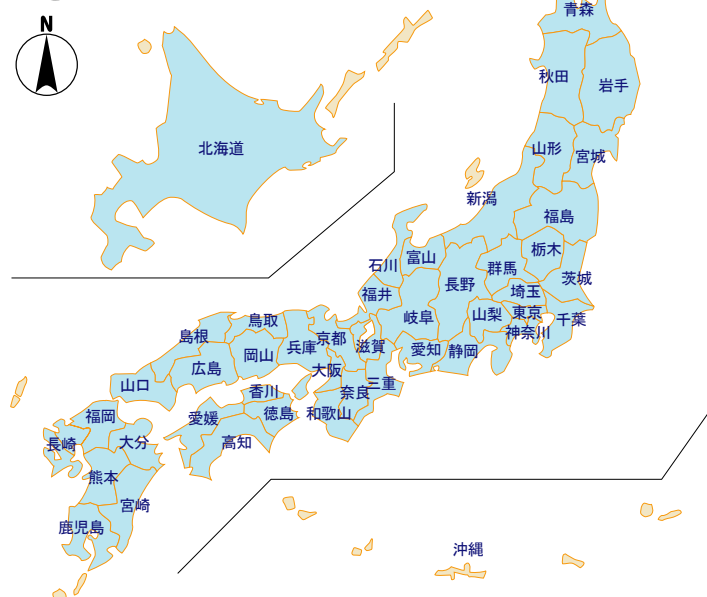 N
青森
秋田
岩手
北海道
山形
宮城
新潟
福島
栃木
石川
富山
群馬
茨城
長野
福井
埼玉
岐阜
山梨
東京
千葉
神奈川
鳥取
島根
京都
兵庫
滋賀
愛知
静岡
岡山
広島
大阪
山口
三重
香川
奈良
福岡
愛媛
徳島
和歌山
長崎
大分
高知
熊本
宮崎
鹿児島
沖縄